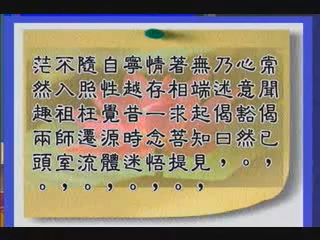 常聞偈已，
心意豁然。
乃迷偈曰，
無端起知見，
著相求菩提。
情存一念悟，
寧越昔時迷。
自性覺源體，
隨照枉遷流。
不入祖師室，
茫然趣兩頭。